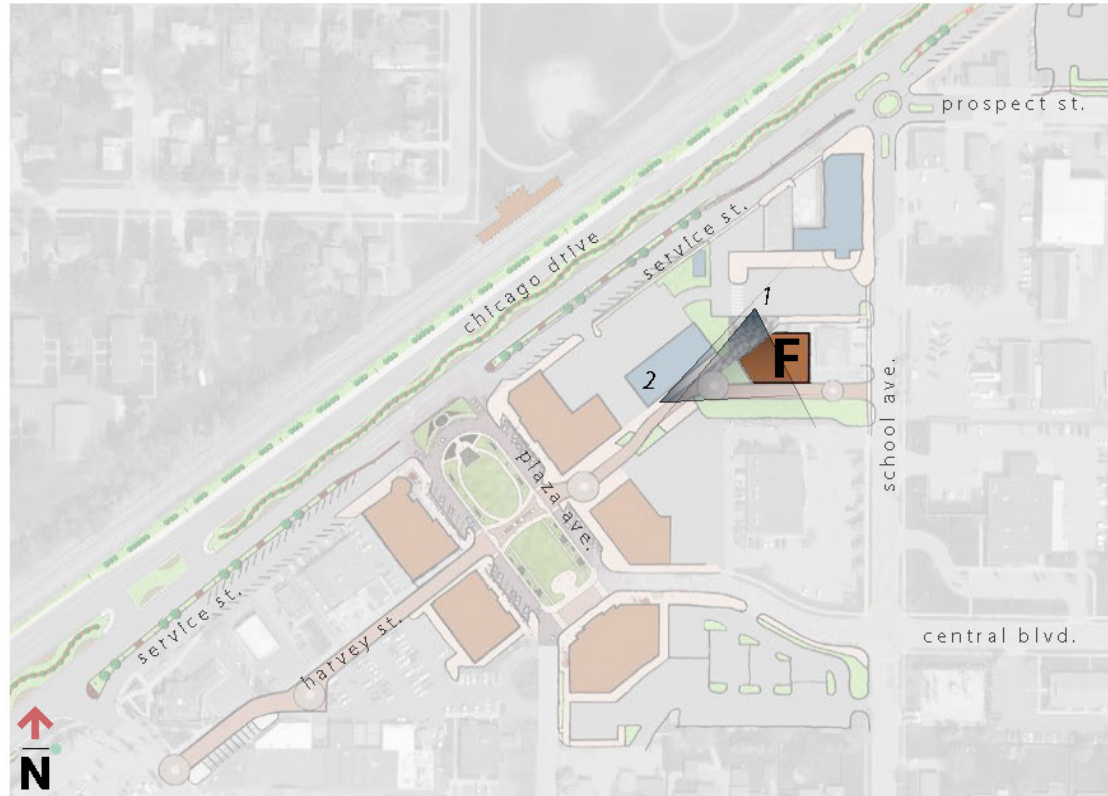 prospect st.
service st.
chicago drive
1
F
2
school ave.
plaza ave.
service st.
harvey st.
central blvd.
N